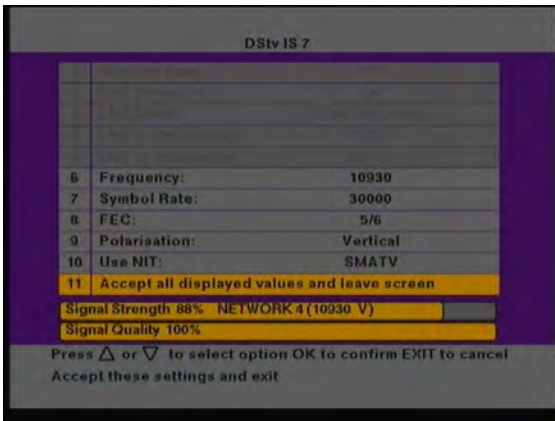 DStv IS 7
6 Frequency: 10930
7 Symbol Rate: 30000
8 FEC: 5/6
9 Polarisation: Vertical
10 Use NIT: SMATV
11 Accept all displayed values and leave screen
Signal Strength 88% NETWORK 4 (10930 V)
Signal Quality 100%
Press △ or ▽ to select option OK to confirm EXIT to cancel
Accept these settings and exit